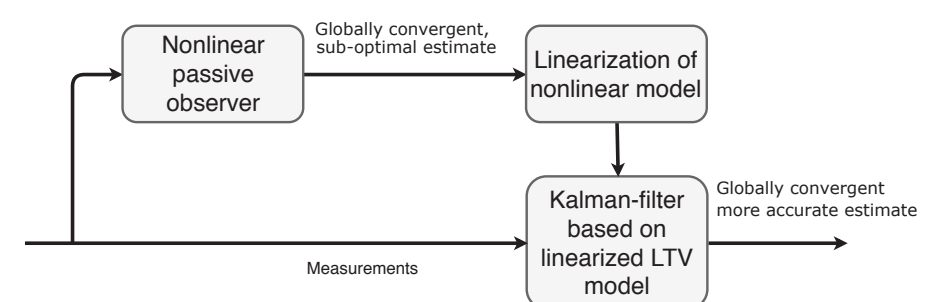 Nonlinear
passive
observer
Globally convergent,
sub-optimal estimate
Linearization of
nonlinear model
Kalman-filter
based on
linearized LTV
model
Globally convergent
more accurate estimate
Measurements